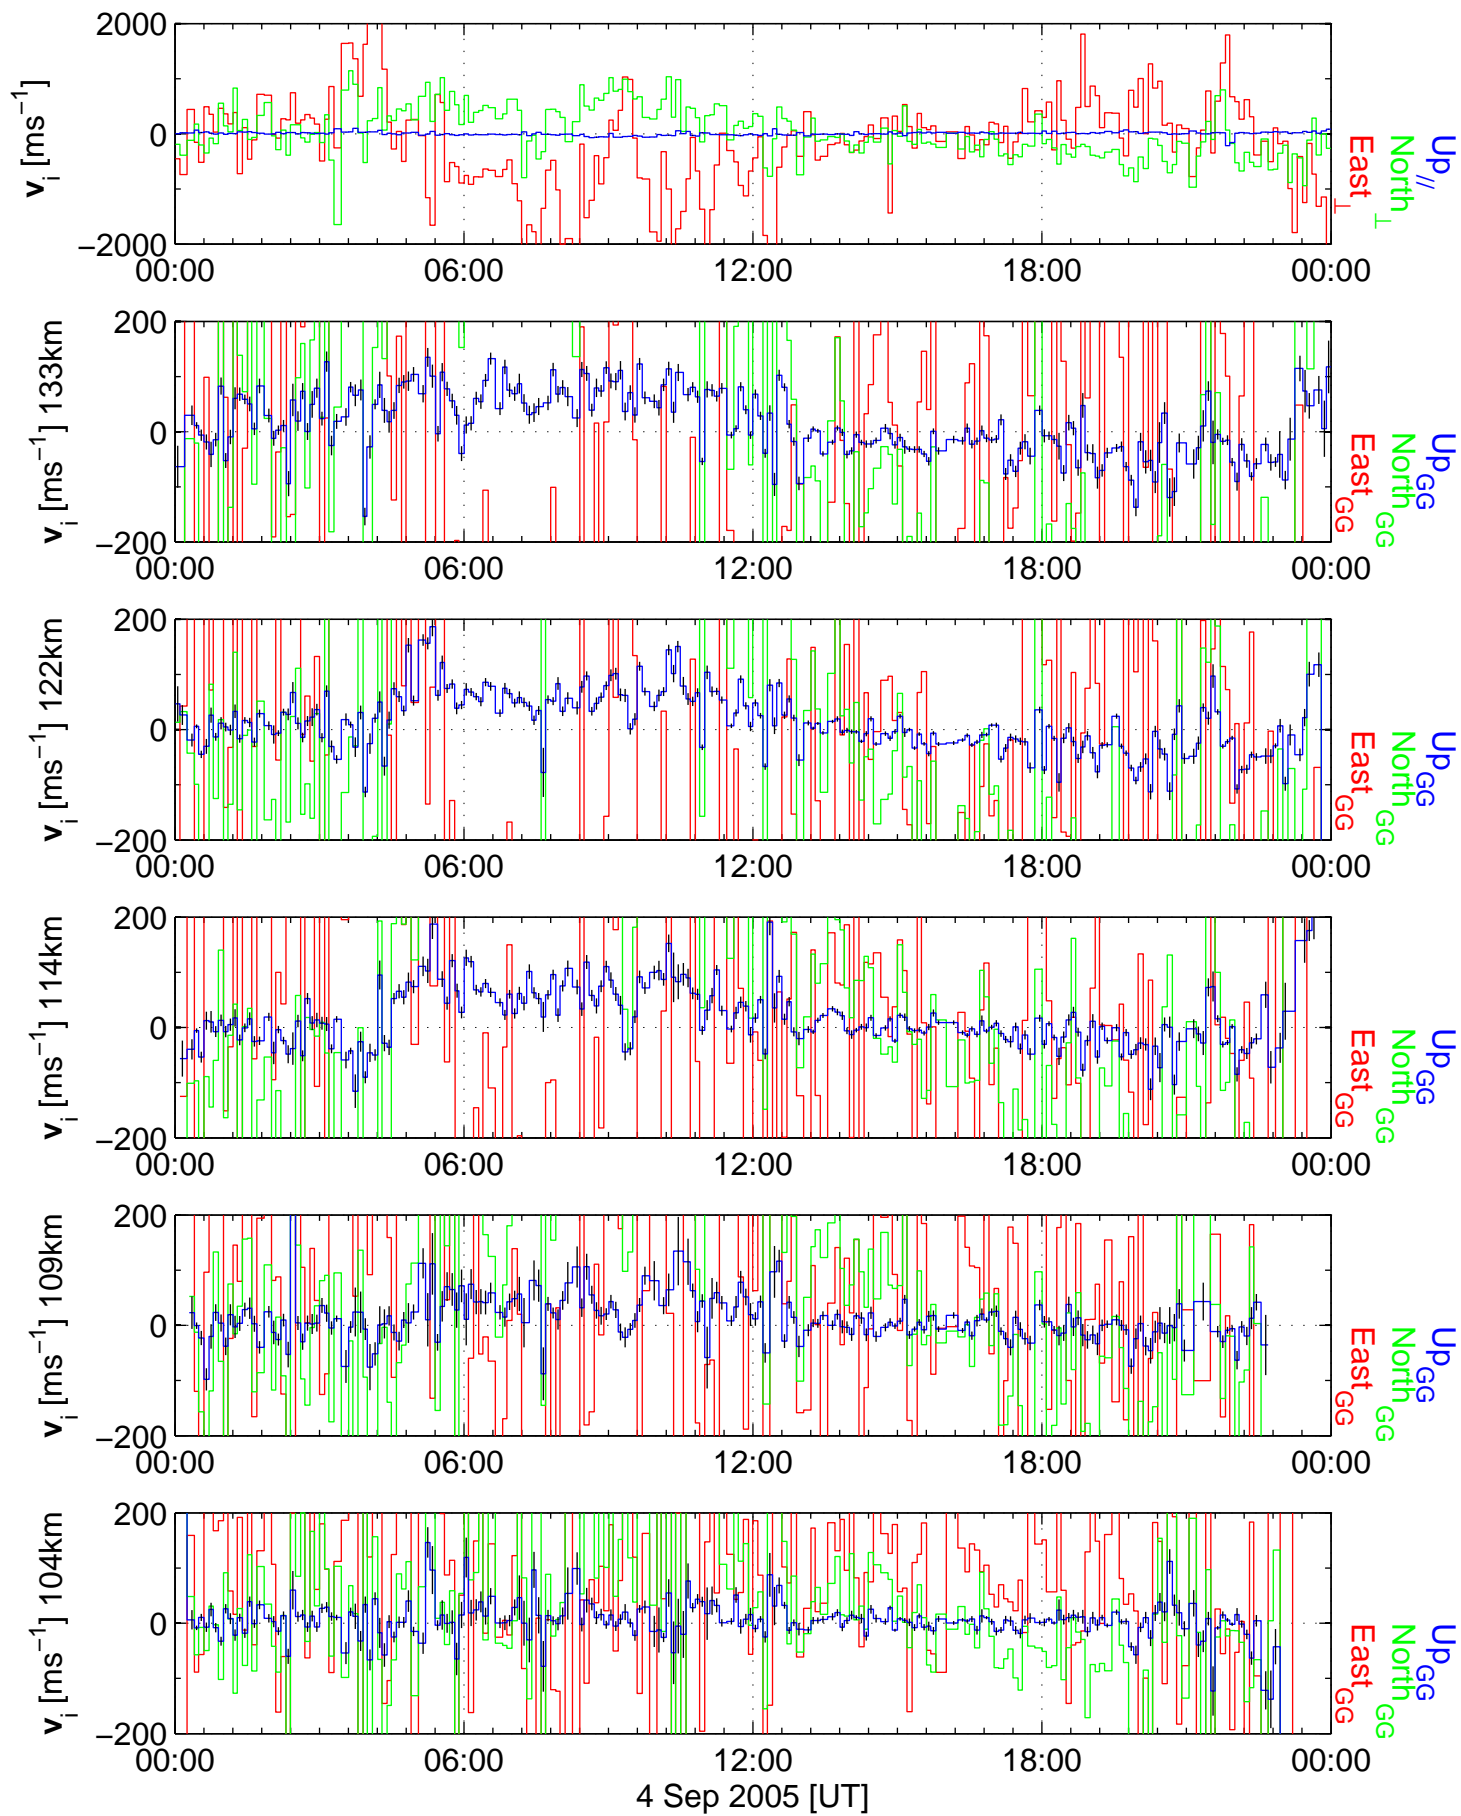 2000
0
−2000
v_i [ms^−1]
00:00 06:00 12:00 18:00 00:00
East_⊥
North_⊥
Up_//
200
0
−200
v_i [ms^−1] 133km
00:00 06:00 12:00 18:00 00:00
East_GG
North_GG
Up_GG
200
0
−200
v_i [ms^−1] 122km
00:00 06:00 12:00 18:00 00:00
East_GG
North_GG
Up_GG
200
0
−200
v_i [ms^−1] 114km
00:00 06:00 12:00 18:00 00:00
East_GG
North_GG
Up_GG
200
0
−200
v_i [ms^−1] 109km
00:00 06:00 12:00 18:00 00:00
East_GG
North_GG
Up_GG
200
0
−200
v_i [ms^−1] 104km
00:00 06:00 12:00 18:00 00:00
East_GG
North_GG
Up_GG
4 Sep 2005 [UT]